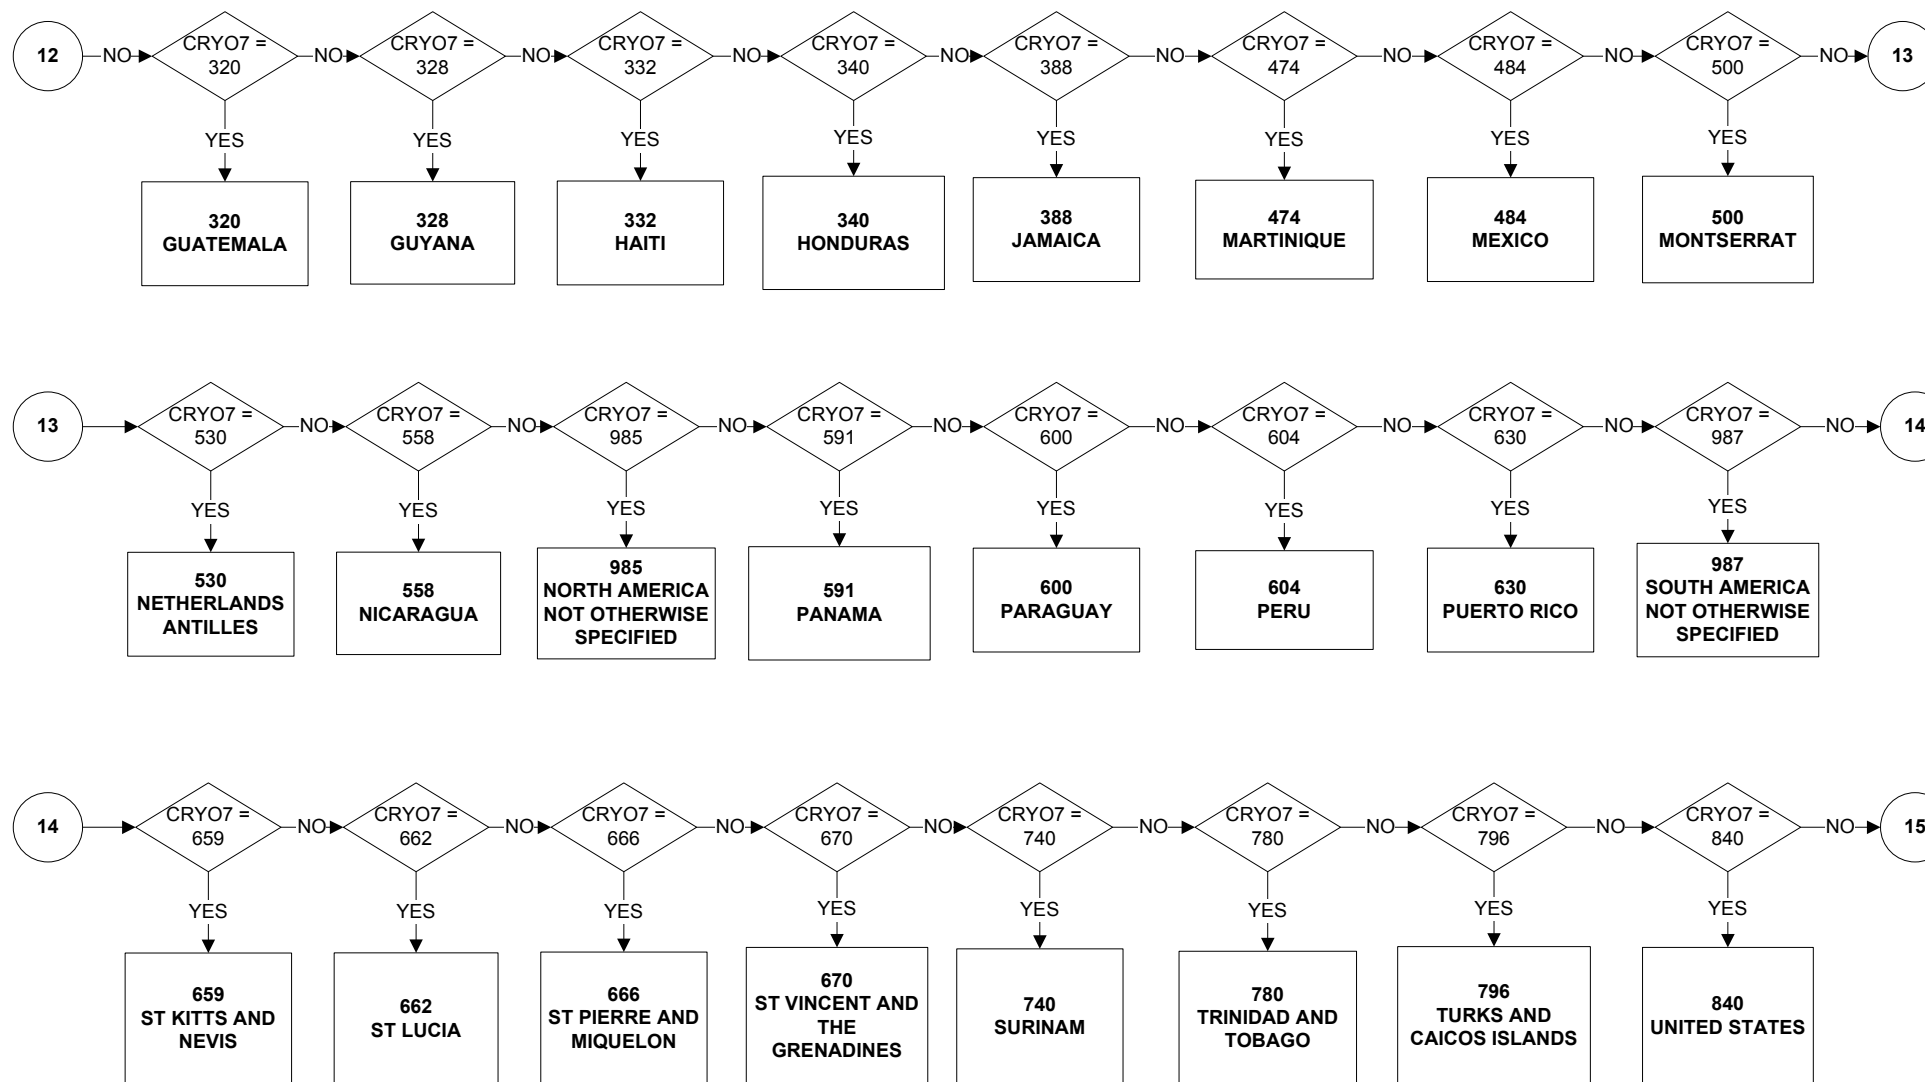 12
NO
CRYO7 =
320
NO
CRYO7 =
328
NO
CRYO7 =
332
NO
CRYO7 =
340
NO
CRYO7 =
388
NO
CRYO7 =
474
NO
CRYO7 =
484
NO
CRYO7 =
500
NO
13
YES
YES
YES
YES
YES
YES
YES
YES
320
GUATEMALA
328
GUYANA
332
HAITI
340
HONDURAS
388
JAMAICA
474
MARTINIQUE
484
MEXICO
500
MONTSERRAT
13
CRYO7 =
530
NO
CRYO7 =
558
NO
CRYO7 =
985
NO
CRYO7 =
591
NO
CRYO7 =
600
NO
CRYO7 =
604
NO
CRYO7 =
630
NO
CRYO7 =
987
NO
14
YES
YES
YES
YES
YES
YES
YES
YES
530
NETHERLANDS
ANTILLES
558
NICARAGUA
985
NORTH AMERICA
NOT OTHERWISE
SPECIFIED
591
PANAMA
600
PARAGUAY
604
PERU
630
PUERTO RICO
987
SOUTH AMERICA
NOT OTHERWISE
SPECIFIED
14
CRYO7 =
659
NO
CRYO7 =
662
NO
CRYO7 =
666
NO
CRYO7 =
670
NO
CRYO7 =
740
NO
CRYO7 =
780
NO
CRYO7 =
796
NO
CRYO7 =
840
NO
15
YES
YES
YES
YES
YES
YES
YES
YES
659
ST KITTS AND
NEVIS
662
ST LUCIA
666
ST PIERRE AND
MIQUELON
670
ST VINCENT AND
THE
GRENADINES
740
SURINAM
780
TRINIDAD AND
TOBAGO
796
TURKS AND
CAICOS ISLANDS
840
UNITED STATES